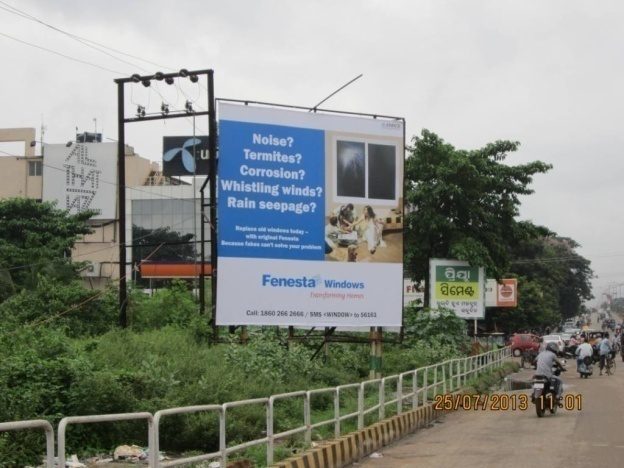 Noise?
Termites?
Corrosion?
Whistling winds?
Rain seepage?
Replace old windows today –
with original Fenesta
Because fakes can't solve your problem
Fenesta Windows
Transforming Homes
Call: 1860 266 2666 / SMS <WINDOW> to 56161
ପ୍ରିୟା
ସିମେଣ୍ଟ
25/07/2013 11:01